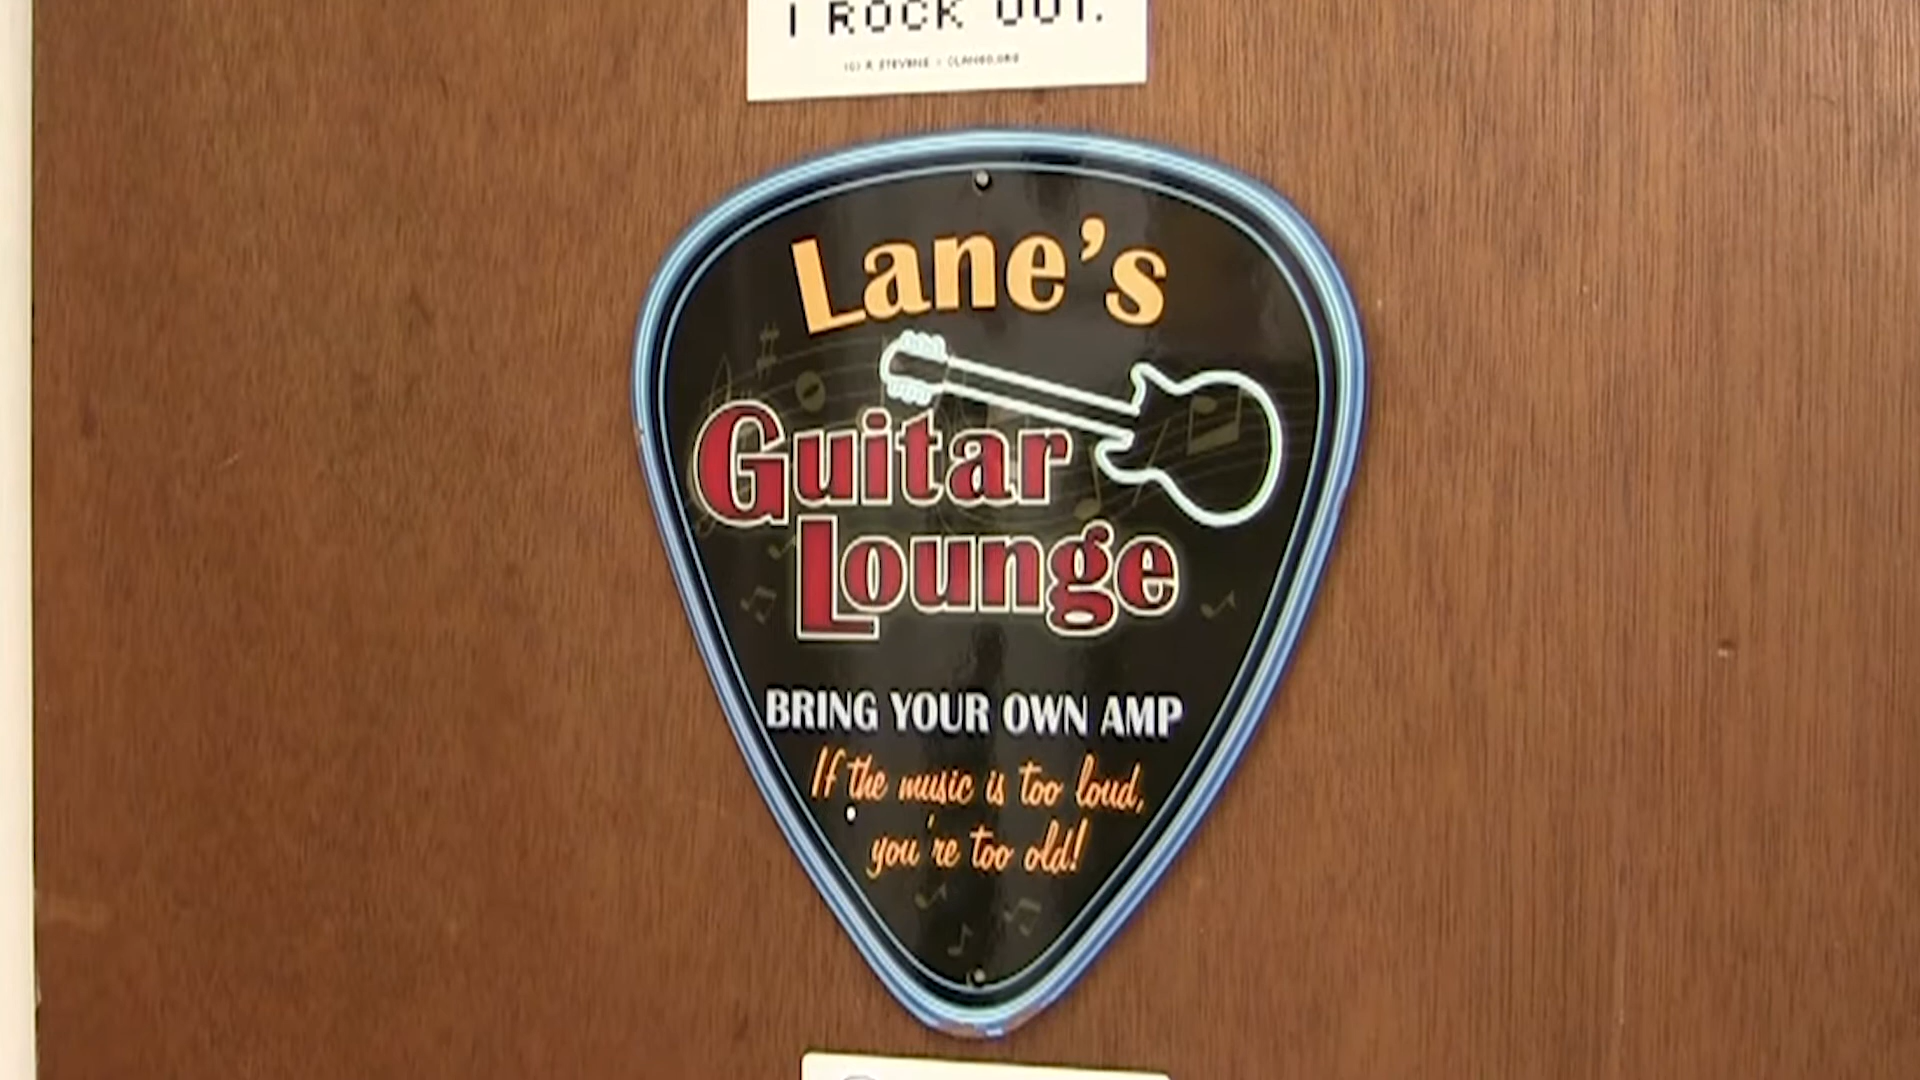 I ROCK OUT.
Lane's
Guitar
Lounge
BRING YOUR OWN AMP
If the music is too loud,
you're too old!